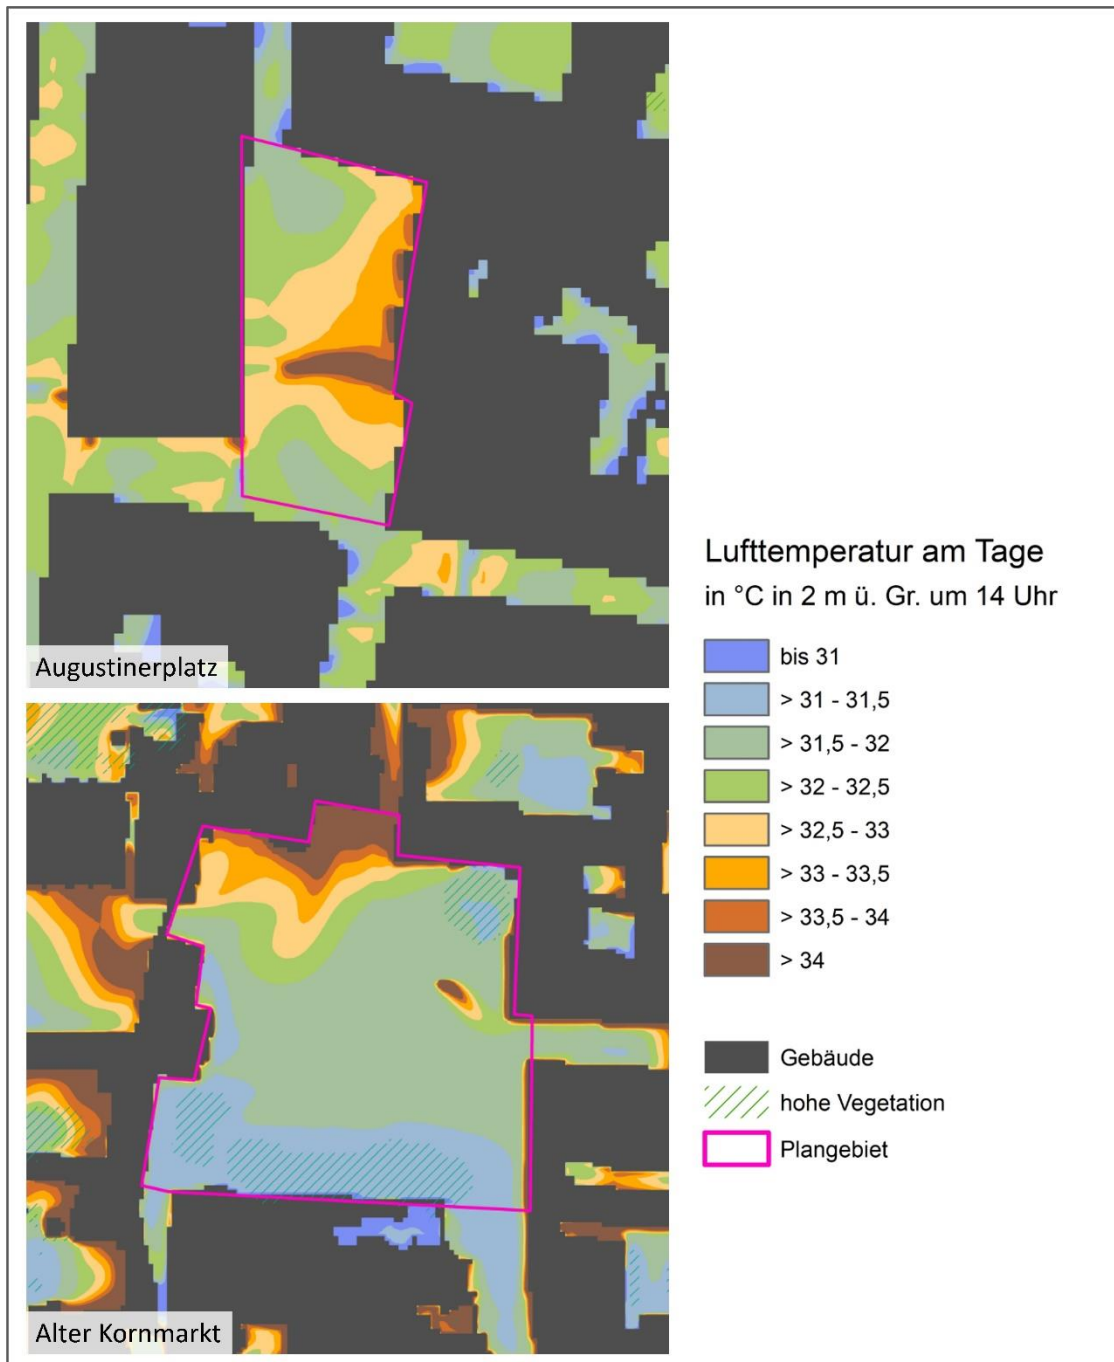 Augustinerplatz
Alter Kornmarkt
Lufttemperatur am Tage
in °C in 2 m ü. Gr. um 14 Uhr
bis 31
> 31 - 31,5
> 31,5 - 32
> 32 - 32,5
> 32,5 - 33
> 33 - 33,5
> 33,5 - 34
> 34
Gebäude
hohe Vegetation
Plangebiet